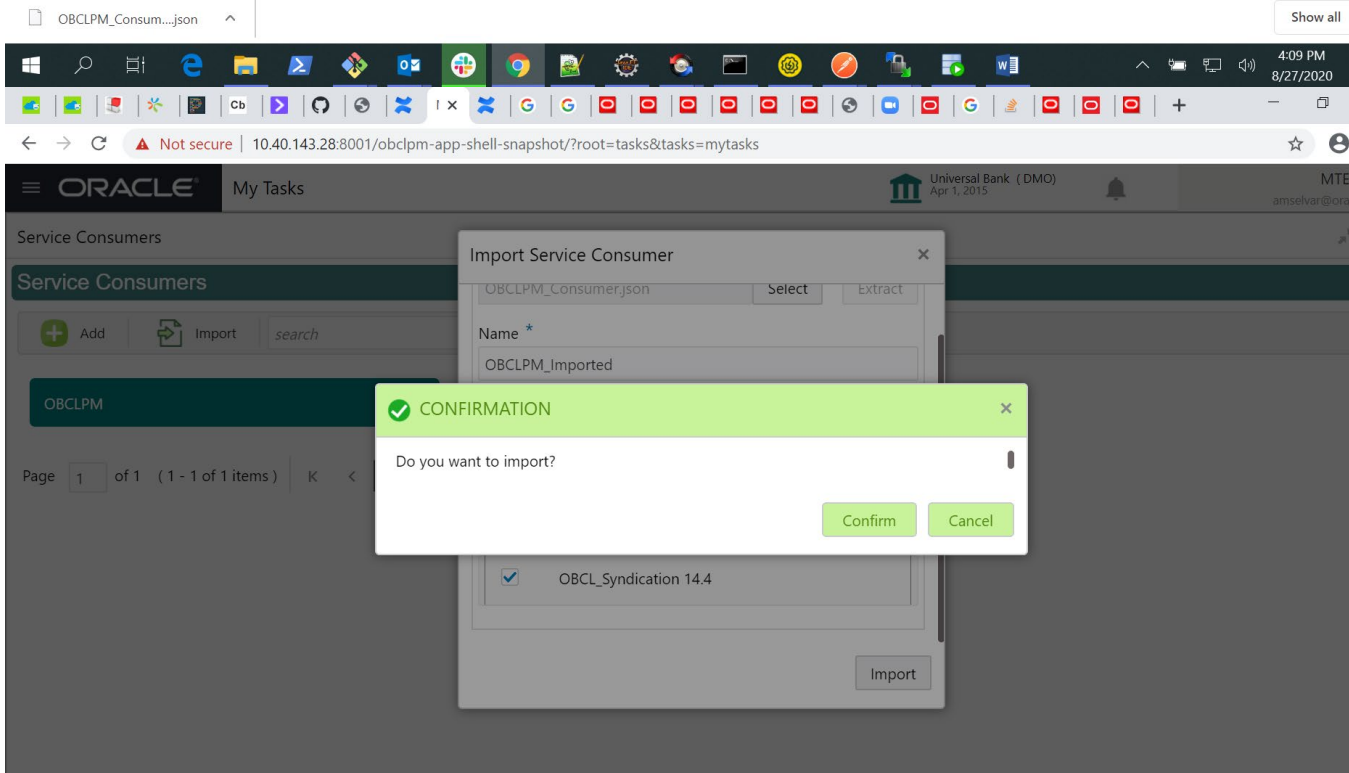 OBCLPM_Consum....json
Show all
4:09 PM
8/27/2020
Cb
Not secure | 10.40.143.28:8001/obclpm-app-shell-snapshot/?root=tasks&tasks=mytasks
ORACLE® My Tasks
Universal Bank ( DMO)
Apr 1, 2015
MTE
amselvar@ora
Service Consumers
Service Consumers
Add
Import
search
OBCLPM
Page 1 of 1 ( 1 - 1 of 1 items ) K <
Import Service Consumer ×
OBCLPM_Consumer.json Select Extract
Name *
OBCLPM_Imported
CONFIRMATION ×
Do you want to import?
Confirm Cancel
OBCL_Syndication 14.4
Import